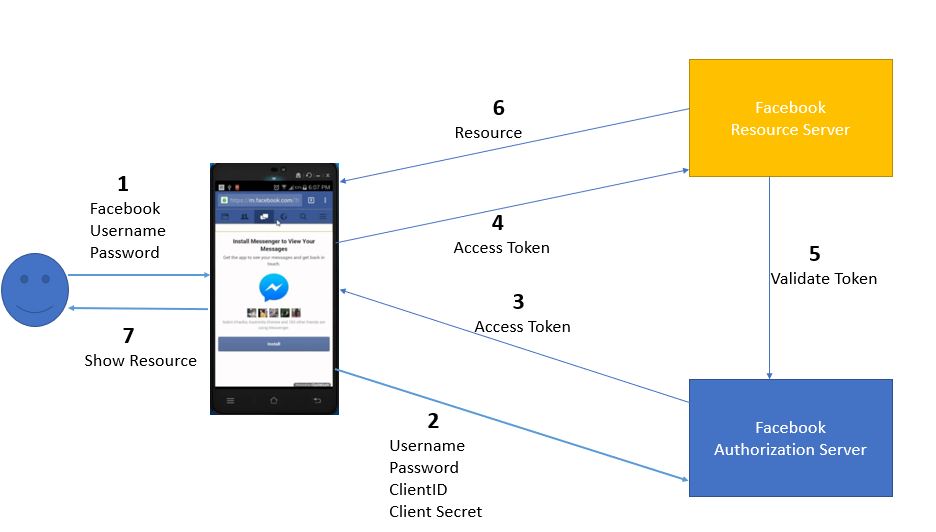 6
Resource
Facebook
Resource Server
6:07 PM
https://m.facebook.com/
1
Facebook
Username
Password
4
Access Token
Install Messenger to View Your
Messages
Get the app to see your messages and get back in
touch.
5
Validate Token
3
Access Token
using Messenger.
Install
7
Show Resource
2
Username
Password
ClientID
Client Secret
Facebook
Authorization Server